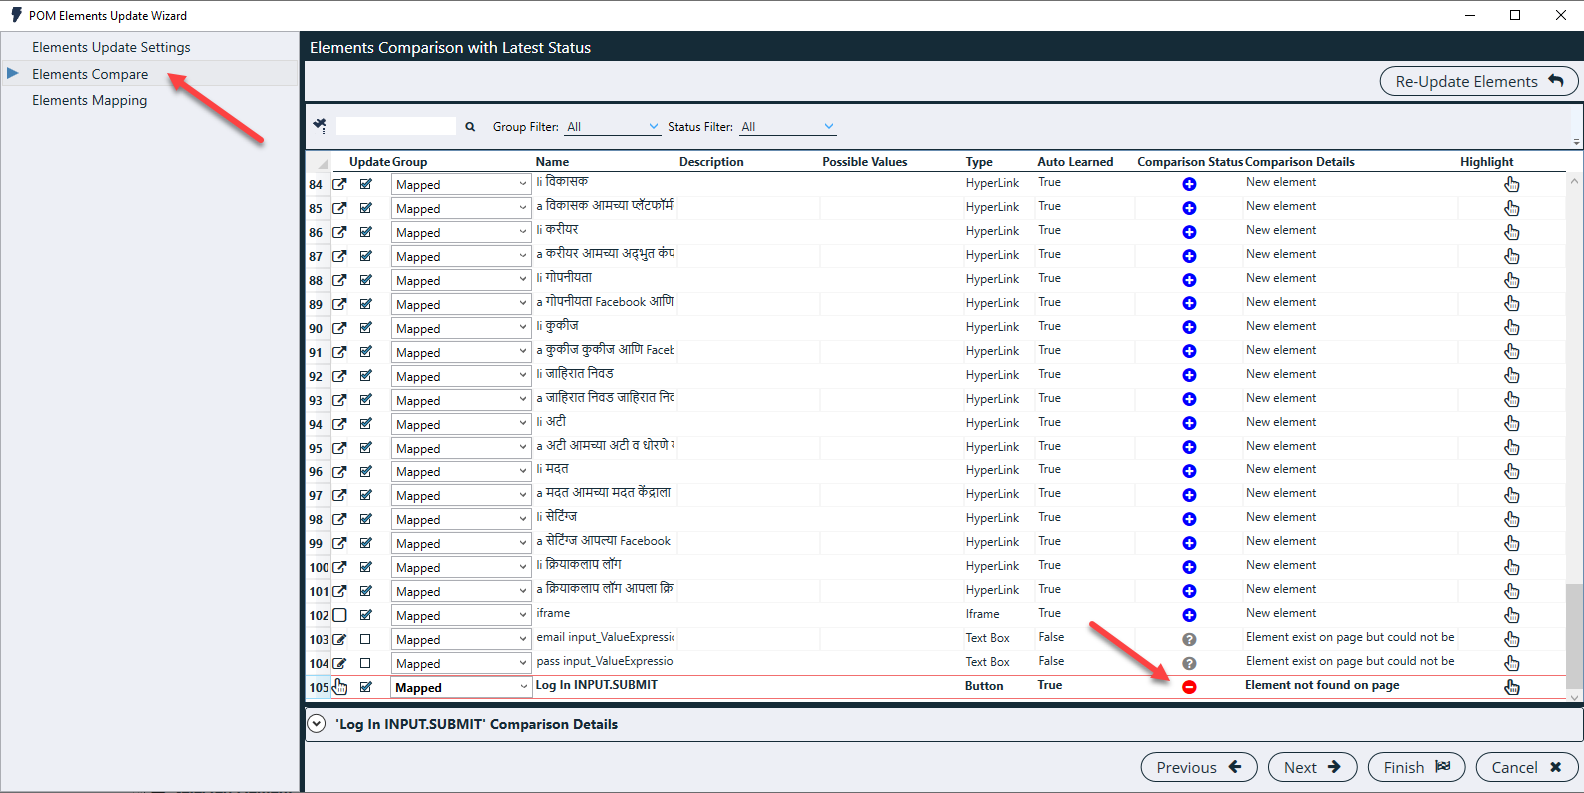 POM Elements Update Wizard
Elements Update Settings
Elements Compare
Elements Mapping
Elements Comparison with Latest Status
Re-Update Elements
Group Filter: All Status Filter: All
Update Group Name Description Possible Values Type Auto Learned Comparison Status Comparison Details Highlight
84 Mapped li विकासक HyperLink True New element
85 Mapped a विकासक आमच्या प्लॅटफॉर्म HyperLink True New element
86 Mapped li करीयर HyperLink True New element
87 Mapped a करीयर आमच्या अद्भुत कंप HyperLink True New element
88 Mapped li गोपनीयता HyperLink True New element
89 Mapped a गोपनीयता Facebook आणि HyperLink True New element
90 Mapped li कुकीज HyperLink True New element
91 Mapped a कुकीज कुकीज आणि Faceb HyperLink True New element
92 Mapped li जाहिरात निवड HyperLink True New element
93 Mapped a जाहिरात निवड जाहिरात निव HyperLink True New element
94 Mapped li अटी HyperLink True New element
95 Mapped a अटी आमच्या अटी व धोरणे HyperLink True New element
96 Mapped li मदत HyperLink True New element
97 Mapped a मदत आमच्या मदत केंद्राला HyperLink True New element
98 Mapped li सेटिंग्ज HyperLink True New element
99 Mapped a सेटिंग्ज आपल्या Facebook HyperLink True New element
100 Mapped li क्रियाकलाप लॉग HyperLink True New element
101 Mapped a क्रियाकलाप लॉग आपला क्रि HyperLink True New element
102 Mapped iframe Iframe True New element
103 Mapped email input_ValueExpressio Text Box False Element exist on page but could not be
104 Mapped pass input_ValueExpressio Text Box False Element exist on page but could not be
105 Mapped Log In INPUT.SUBMIT Button True Element not found on page
'Log In INPUT.SUBMIT' Comparison Details
Previous Next Finish Cancel